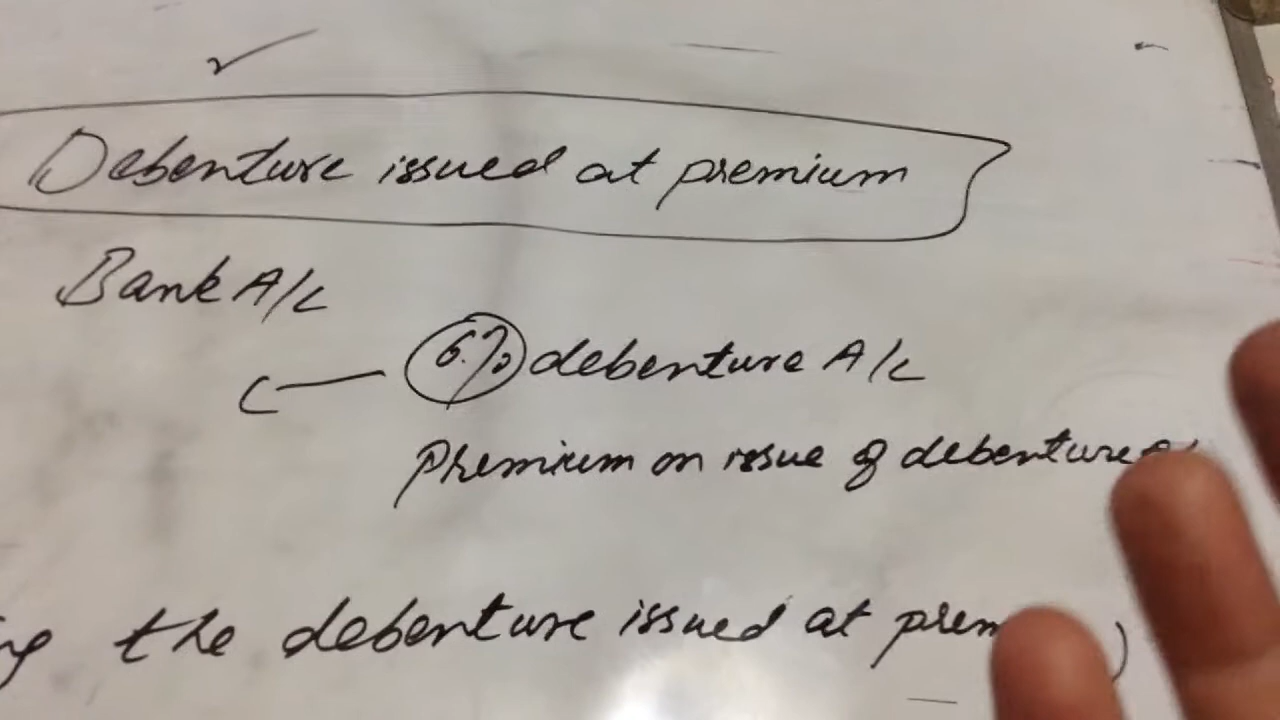 Debenture issued at premium
Bank A/c
6% debenture A/c
Premium on issue of debenture
the debenture issued at